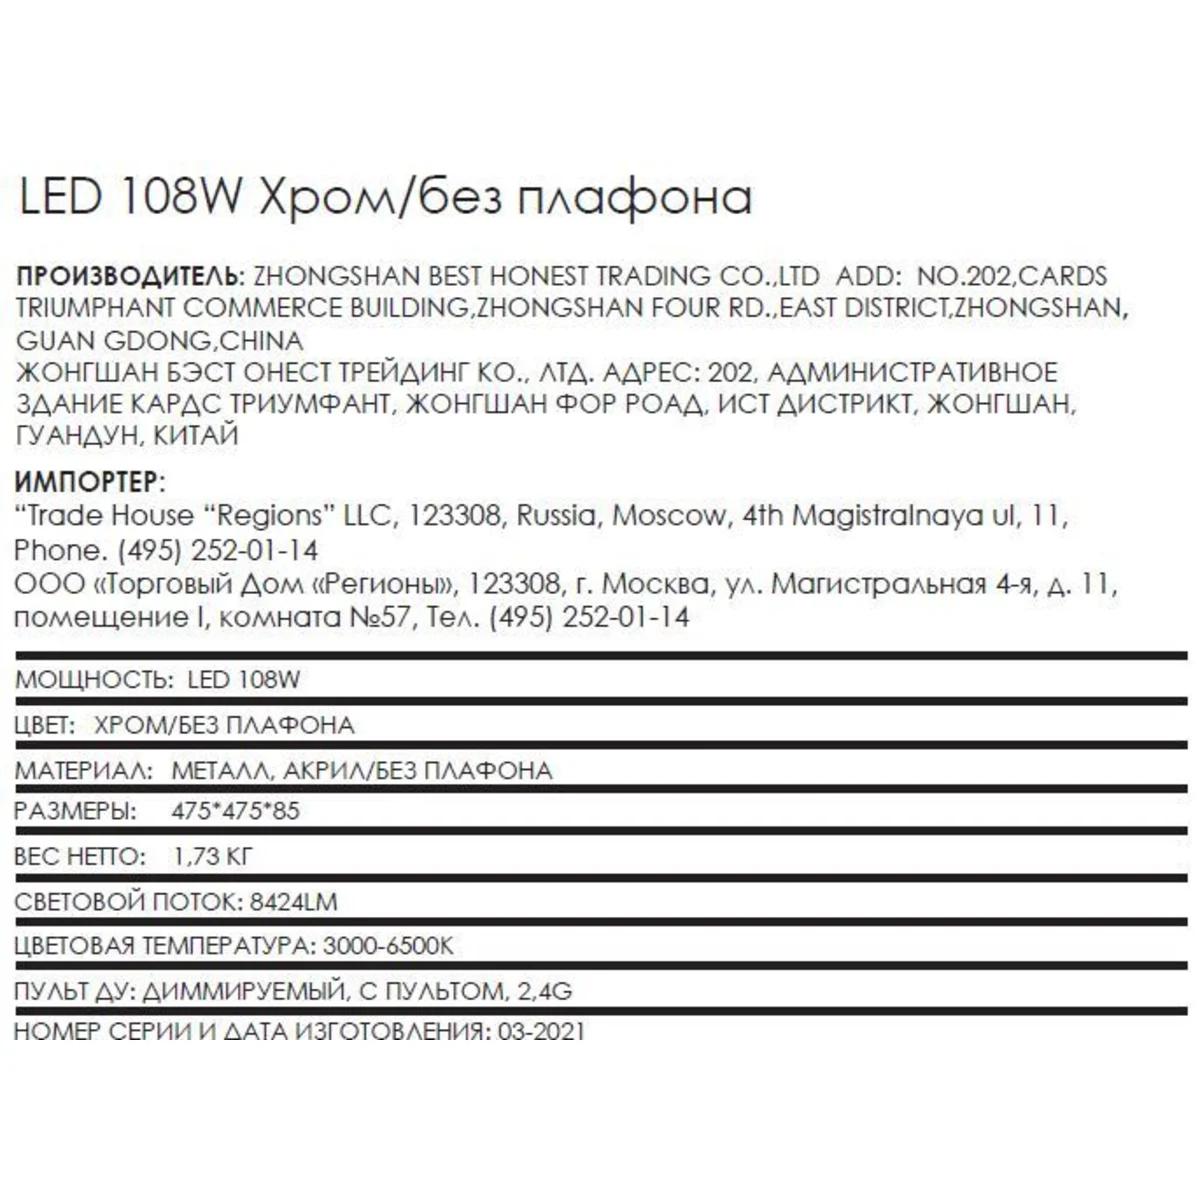 LED 108W Хром/без плафона
ПРОИЗВОДИТЕЛЬ: ZHONGSHAN BEST HONEST TRADING CO.,LTD ADD: NO.202,CARDS
TRIUMPHANT COMMERCE BUILDING,ZHONGSHAN FOUR RD.,EAST DISTRICT,ZHONGSHAN,
GUAN GDONG,CHINA
ЖОНГШАН БЭСТ ОНЕСТ ТРЕЙДИНГ КО., ЛТД. АДРЕС: 202, АДМИНИСТРАТИВНОЕ
ЗДАНИЕ КАРДС ТРИУМФАНТ, ЖОНГШАН ФОР РОАД, ИСТ ДИСТРИКТ, ЖОНГШАН,
ГУАНДУН, КИТАЙ
ИМПОРТЕР:
“Trade House “Regions” LLC, 123308, Russia, Moscow, 4th Magistralnaya ul, 11,
Phone. (495) 252-01-14
ООО «Торговый Дом «Регионы», 123308, г. Москва, ул. Магистральная 4-я, д. 11,
помещение I, комната №57, Тел. (495) 252-01-14
МОЩНОСТЬ: LED 108W
ЦВЕТ: ХРОМ/БЕЗ ПЛАФОНА
МАТЕРИАЛ: МЕТАЛЛ, АКРИЛ/БЕЗ ПЛАФОНА
РАЗМЕРЫ: 475*475*85
ВЕС НЕТТО: 1,73 КГ
СВЕТОВОЙ ПОТОК: 8424LM
ЦВЕТОВАЯ ТЕМПЕРАТУРА: 3000-6500K
ПУЛЬТ ДУ: ДИММИРУЕМЫЙ, С ПУЛЬТОМ, 2,4G
НОМЕР СЕРИИ И ДАТА ИЗГОТОВЛЕНИЯ: 03-2021